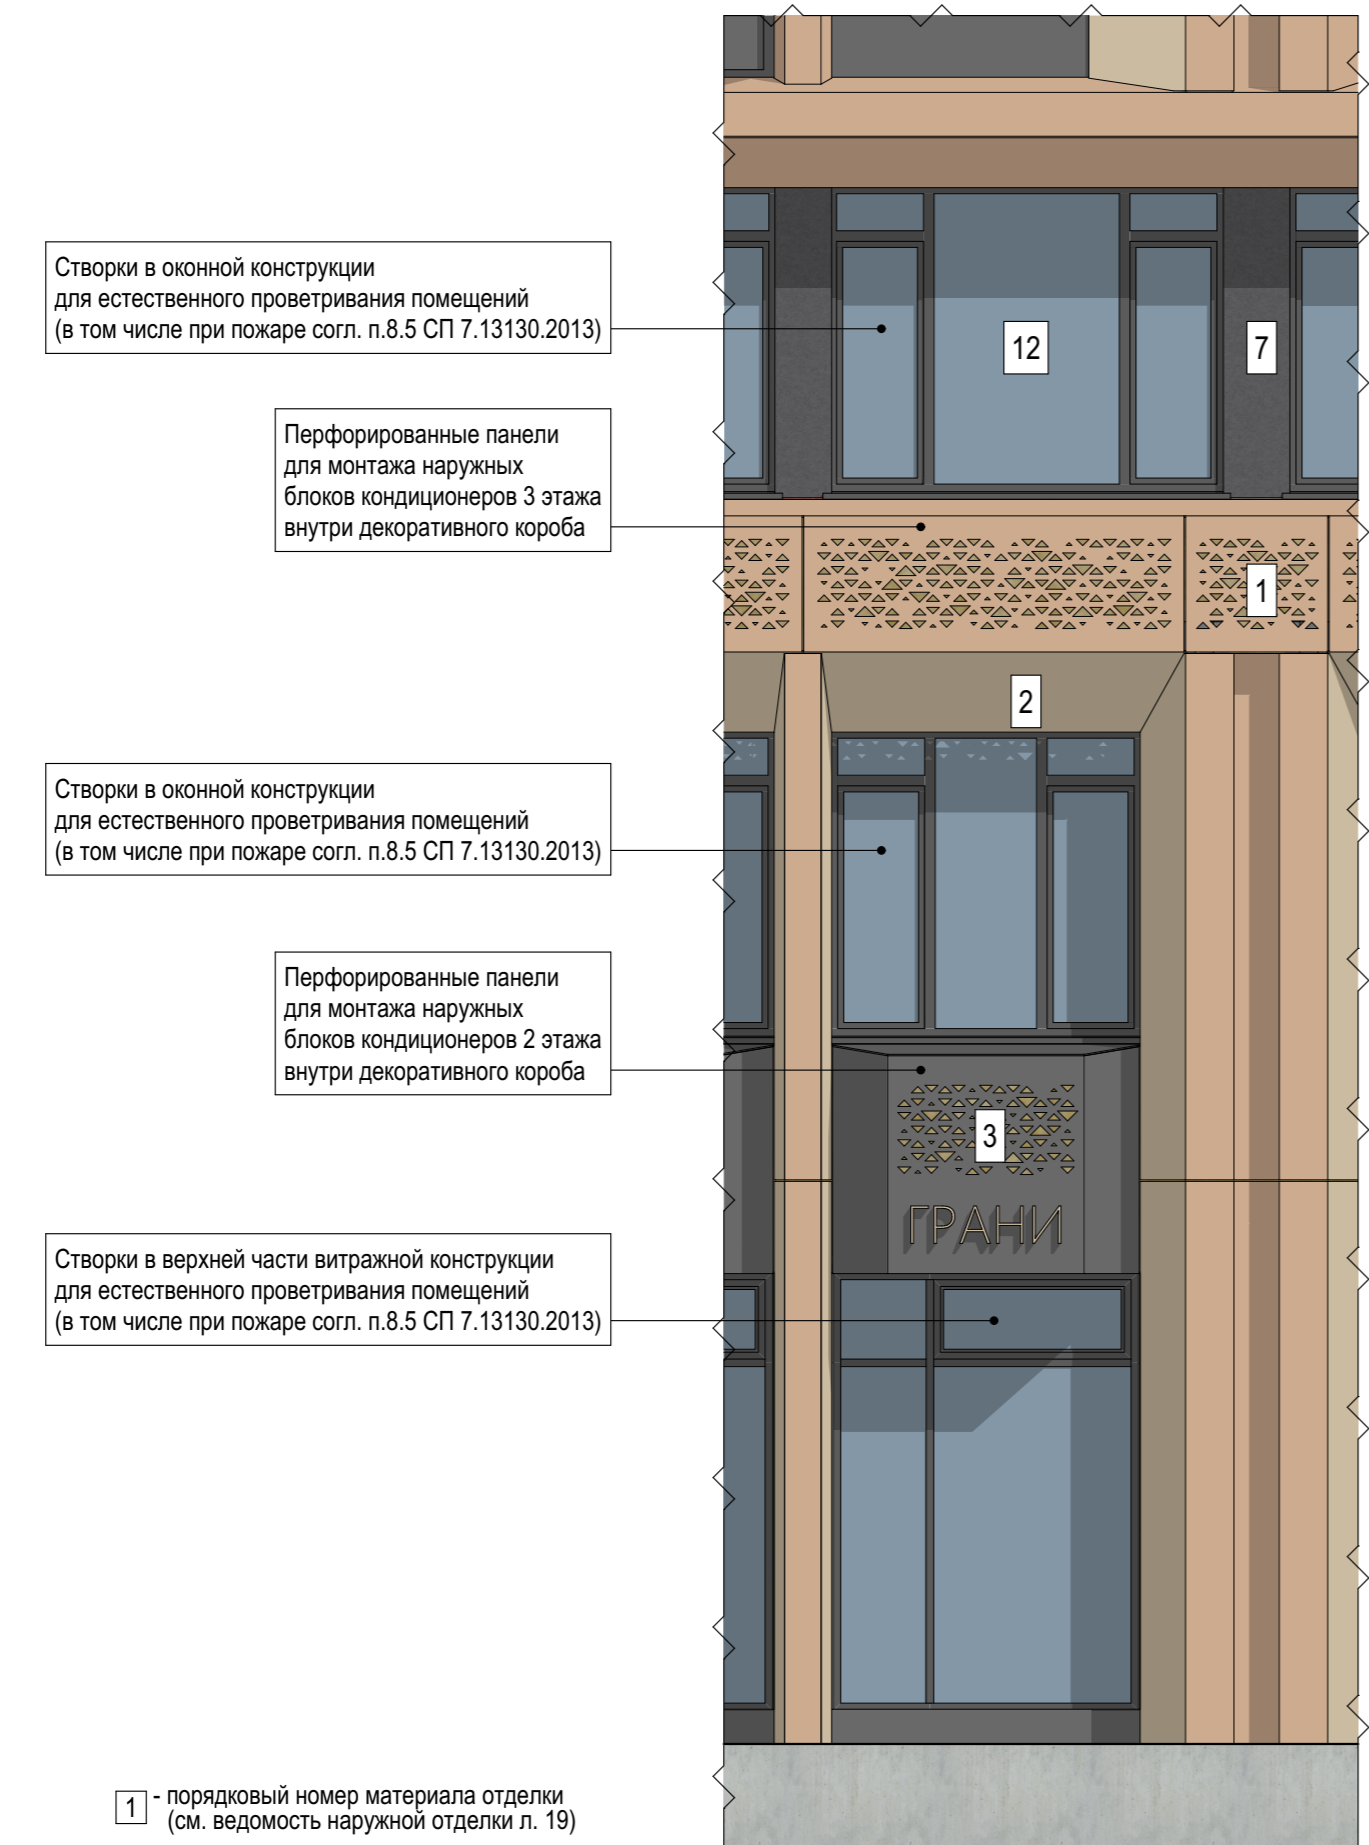 Створки в оконной конструкции
для естественного проветривания помещений
(в том числе при пожаре согл. п.8.5 СП 7.13130.2013)
12
7
Перфорированные панели
для монтажа наружных
блоков кондиционеров 3 этажа
внутри декоративного короба
1
2
Створки в оконной конструкции
для естественного проветривания помещений
(в том числе при пожаре согл. п.8.5 СП 7.13130.2013)
Перфорированные панели
для монтажа наружных
блоков кондиционеров 2 этажа
внутри декоративного короба
3
ГРАНИ
Створки в верхней части витражной конструкции
для естественного проветривания помещений
(в том числе при пожаре согл. п.8.5 СП 7.13130.2013)
1 - порядковый номер материала отделки
(см. ведомость наружной отделки л. 19)